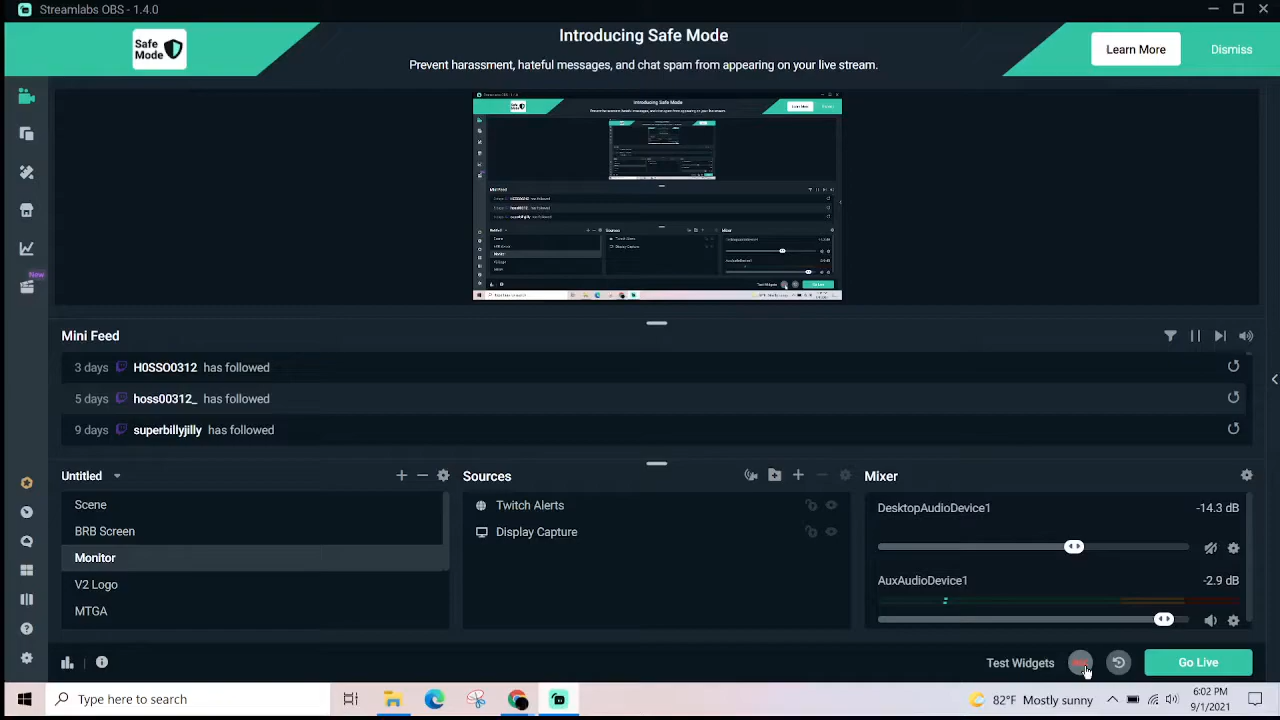 Streamlabs OBS - 1.4.0
Safe Mode
Introducing Safe Mode
Prevent harassment, hateful messages, and chat spam from appearing on your live stream.
Learn More
Dismiss
New
Mini Feed
3 days H0SSO0312 has followed
5 days hoss00312_ has followed
9 days superbillyjilly has followed
Untitled
Sources
Mixer
Scene
BRB Screen
Monitor
V2 Logo
MTGA
Twitch Alerts
Display Capture
DesktopAudioDevice1 -14.3 dB
AuxAudioDevice1 -2.9 dB
Test Widgets
Go Live
Type here to search
82°F Mostly sunny
6:02 PM
9/1/2021